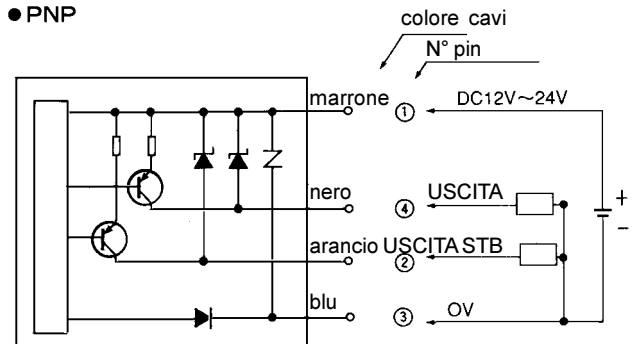 ● PNP
colore cavi
N° pin
marrone ① DC12V～24V
nero ④ USCITA
+
−
arancio ② USCITA STB
blu ③ OV